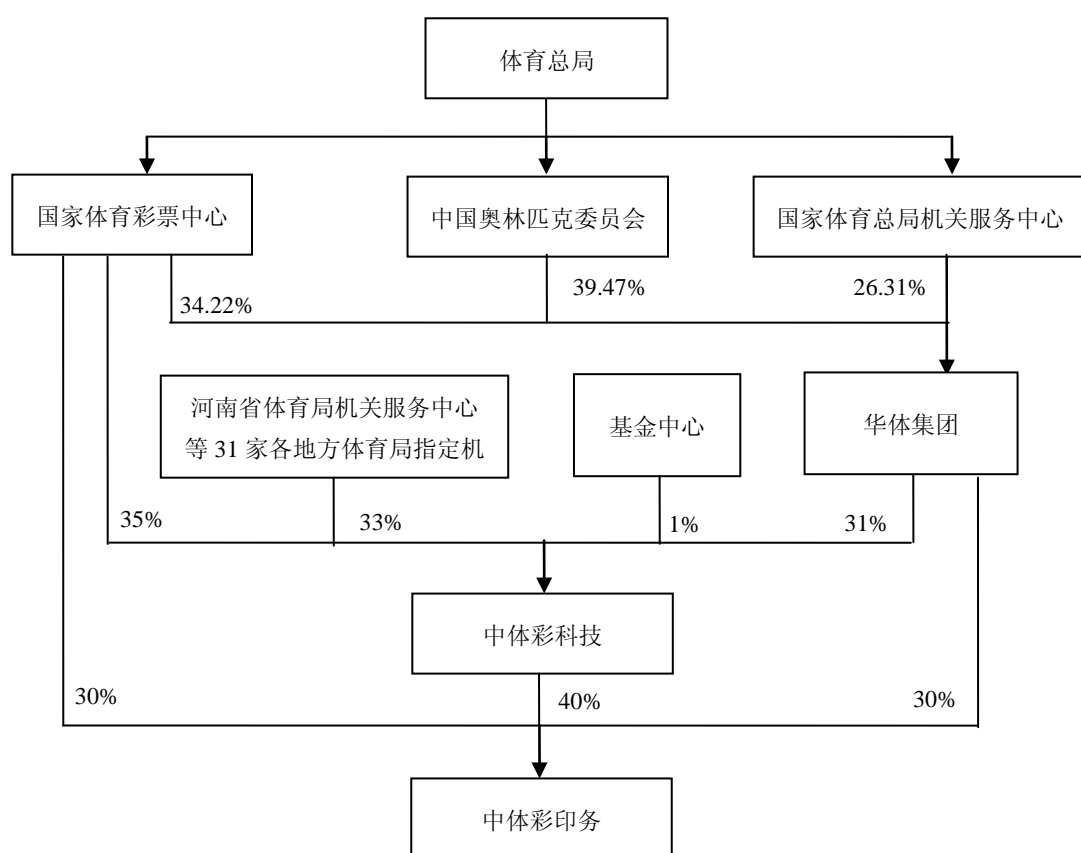 体育总局
国家体育彩票中心
中国奥林匹克委员会
国家体育总局机关服务中心
34.22%
39.47%
26.31%
河南省体育局机关服务中心
等 31 家各地方体育局指定机
基金中心
华体集团
35%
33%
1%
31%
中体彩科技
30%
40%
30%
中体彩印务